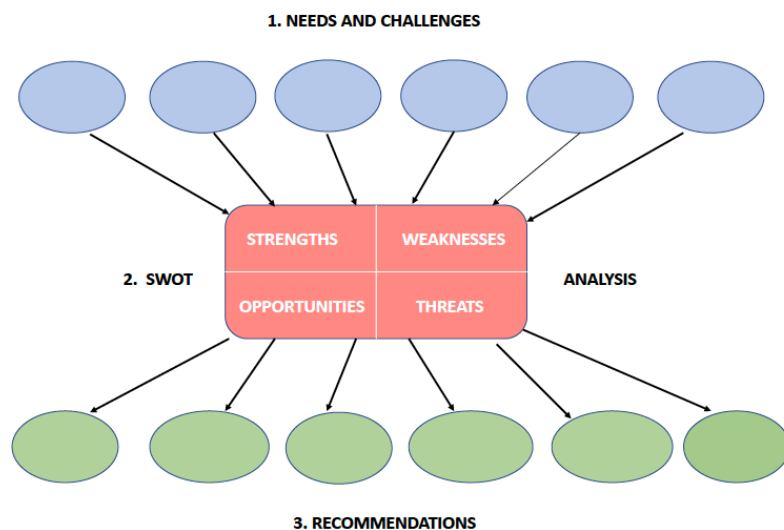 1. NEEDS AND CHALLENGES
STRENGTHS WEAKNESSES
2. SWOT ANALYSIS
OPPORTUNITIES THREATS
3. RECOMMENDATIONS